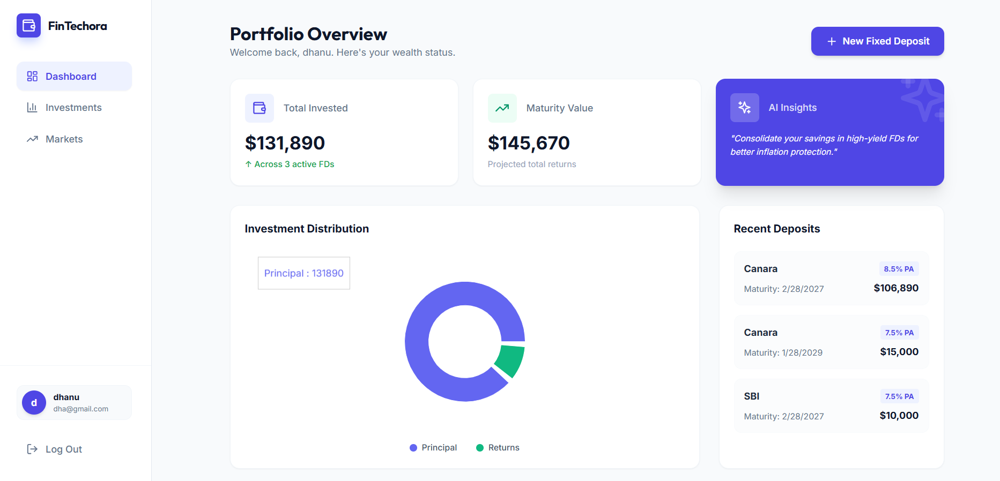 FinTechora
Dashboard
Investments
Markets
dhanu
dha@gmail.com
d
Log Out
Portfolio Overview
Welcome back, dhanu. Here's your wealth status.
New Fixed Deposit
Total Invested
$131,890
↑ Across 3 active FDs
Maturity Value
$145,670
Projected total returns
AI Insights
"Consolidate your savings in high-yield FDs for
better inflation protection."
Investment Distribution
Principal : 131890
Principal
Returns
Recent Deposits
Canara
8.5% PA
Maturity: 2/28/2027
$106,890
Canara
7.5% PA
Maturity: 1/28/2029
$15,000
SBI
7.5% PA
Maturity: 2/28/2027
$10,000